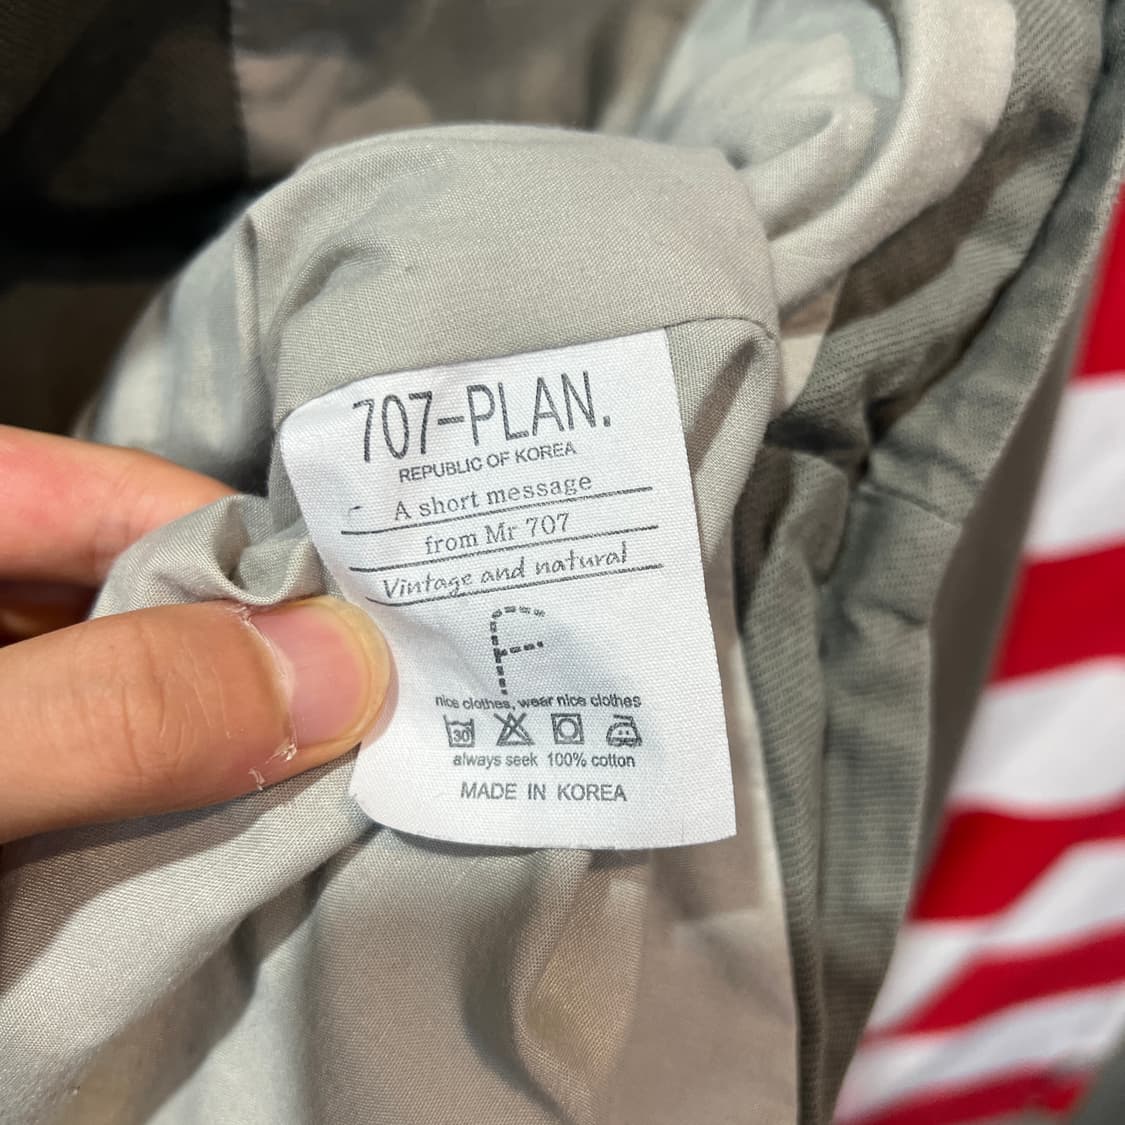 707-PLAN.
REPUBLIC OF KOREA
A short message
from Mr 707
Vintage and natural
F
nice clothes, wear nice clothes
30
always seek 100% cotton
MADE IN KOREA